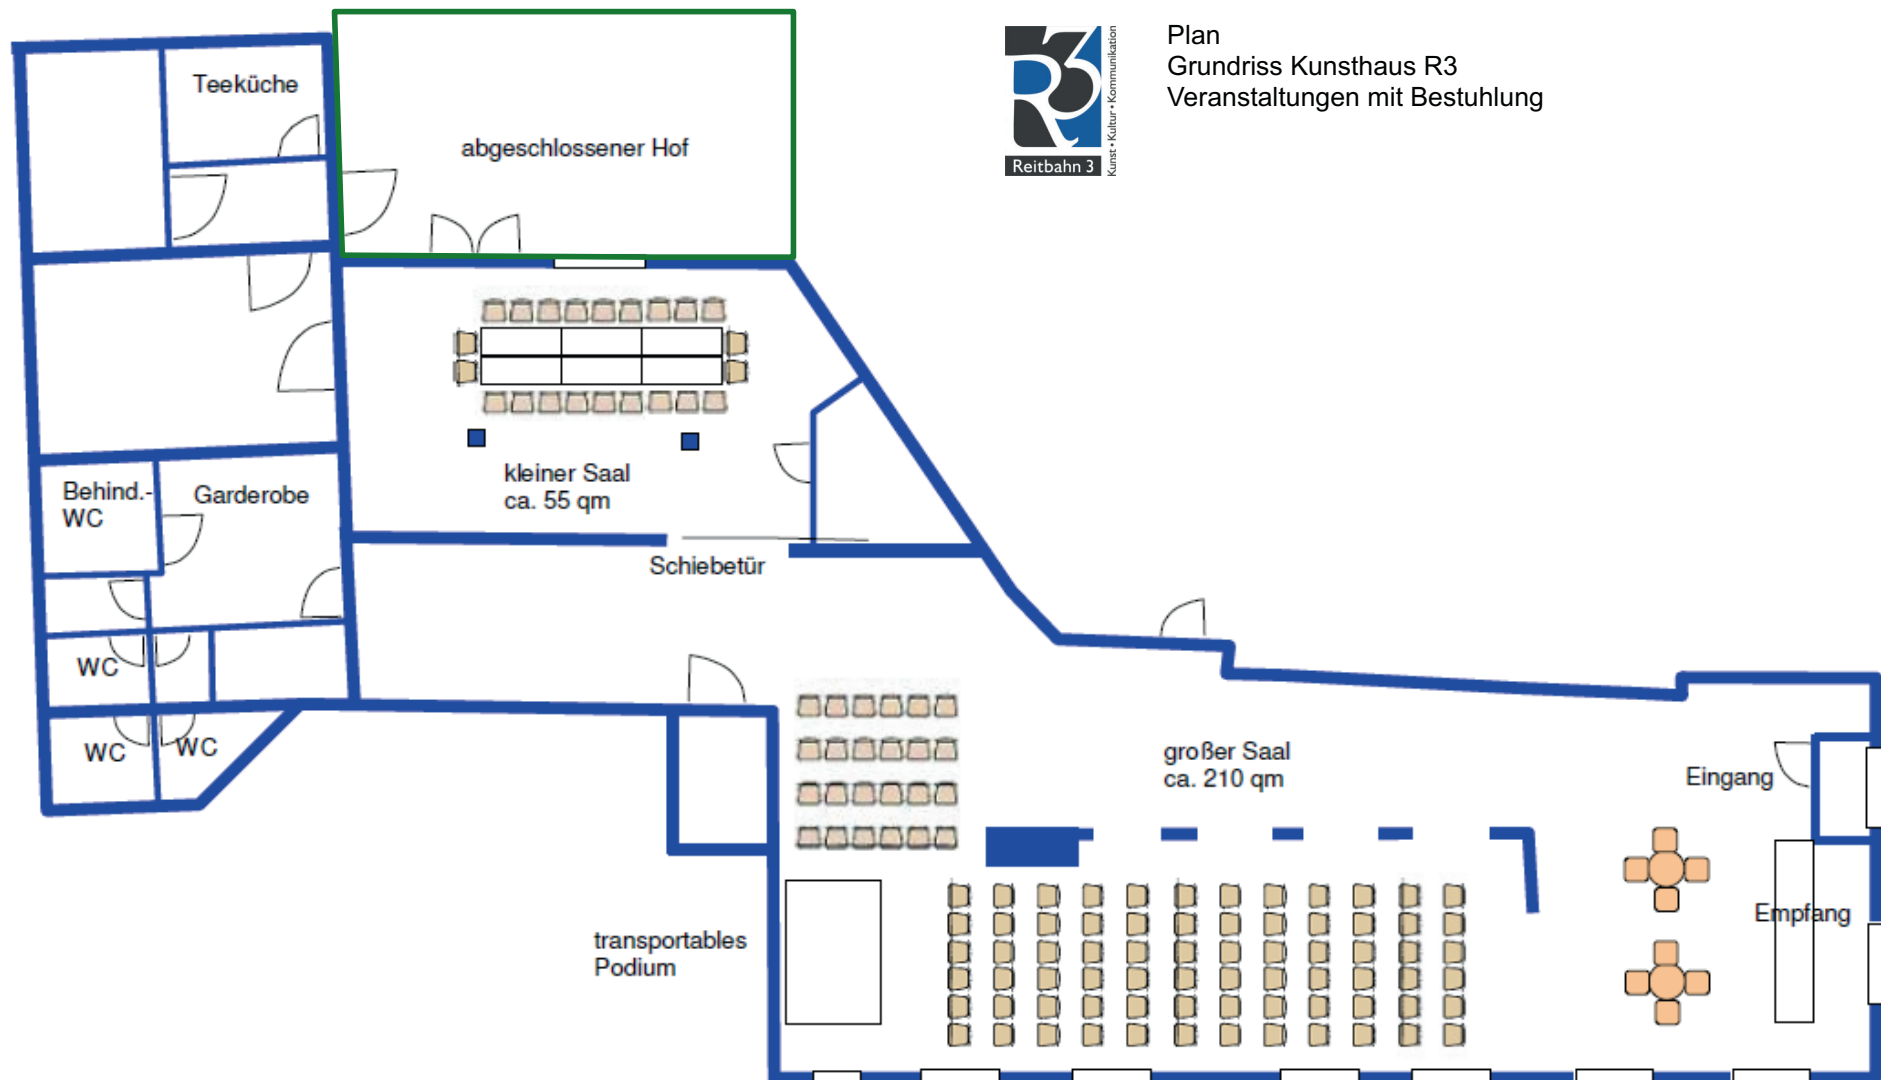 Plan
Grundriss Kunsthaus R3
Veranstaltungen mit Bestuhlung
R3
Kunst • Kultur • Kommunikation
Reitbahn 3
Teeküche
abgeschlossener Hof
kleiner Saal
ca. 55 qm
Behind.-
WC
Garderobe
Schiebetür
WC
WC
WC
großer Saal
ca. 210 qm
Eingang
Empfang
transportables
Podium